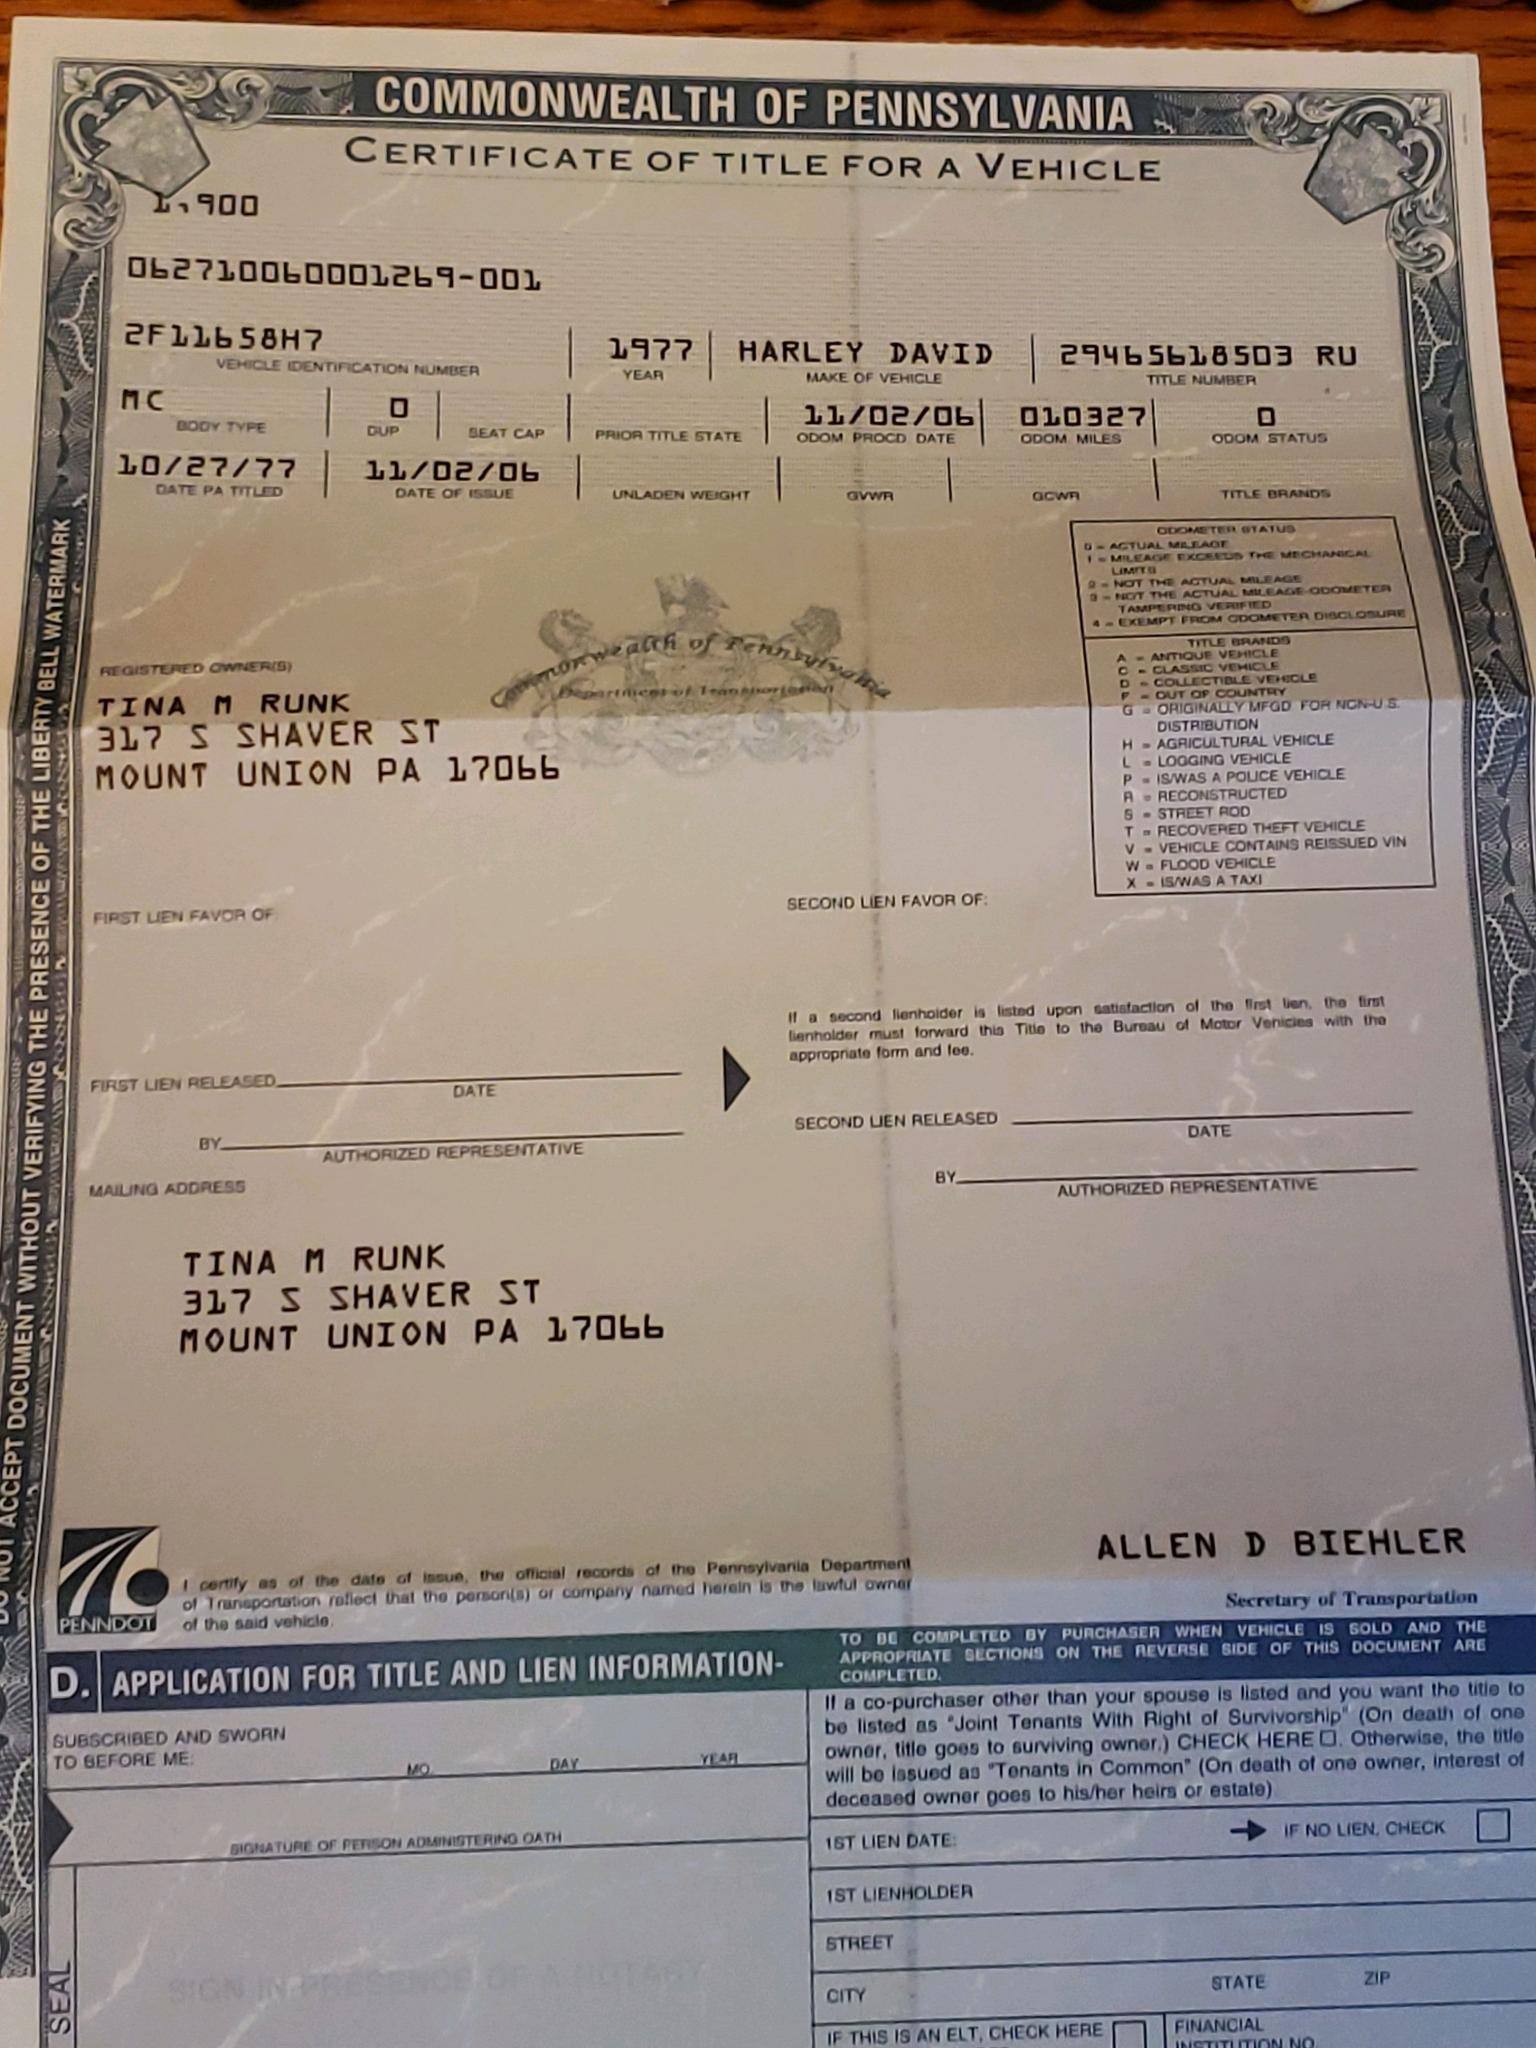 COMMONWEALTH OF PENNSYLVANIA
CERTIFICATE OF TITLE FOR A VEHICLE
1,900
062710060001269-001
2F11658H7 1977 HARLEY DAVID 29465618503 RU
VEHICLE IDENTIFICATION NUMBER YEAR MAKE OF VEHICLE TITLE NUMBER
MC 0 11/02/06 010327 0
BODY TYPE DUP SEAT CAP PRIOR TITLE STATE ODOM PROCD DATE ODOM MILES ODOM STATUS
10/27/77 11/02/06
DATE PA TITLED DATE OF ISSUE UNLADEN WEIGHT GVWR GCWR TITLE BRANDS
ODOMETER STATUS
0 = ACTUAL MILEAGE
1 = MILEAGE EXCEEDS THE MECHANICAL
LIMITS
2 = NOT THE ACTUAL MILEAGE
3 = NOT THE ACTUAL MILEAGE-ODOMETER
TAMPERING VERIFIED
4 = EXEMPT FROM ODOMETER DISCLOSURE
TITLE BRANDS
A = ANTIQUE VEHICLE
C = CLASSIC VEHICLE
D = COLLECTIBLE VEHICLE
F = OUT OF COUNTRY
G = ORIGINALLY MFGD. FOR NON-U.S.
DISTRIBUTION
H = AGRICULTURAL VEHICLE
L = LOGGING VEHICLE
P = IS/WAS A POLICE VEHICLE
R = RECONSTRUCTED
S = STREET ROD
T = RECOVERED THEFT VEHICLE
V = VEHICLE CONTAINS REISSUED VIN
W = FLOOD VEHICLE
X = IS/WAS A TAXI
Commonwealth of Pennsylvania
Department of Transportation
REGISTERED OWNER(S)
TINA M RUNK
317 S SHAVER ST
MOUNT UNION PA 17066
FIRST LIEN FAVOR OF:
SECOND LIEN FAVOR OF:
If a second lienholder is listed upon satisfaction of the first lien, the first
lienholder must forward this Title to the Bureau of Motor Vehicles with the
appropriate form and fee.
FIRST LIEN RELEASED
DATE
BY
AUTHORIZED REPRESENTATIVE
SECOND LIEN RELEASED
DATE
BY
AUTHORIZED REPRESENTATIVE
MAILING ADDRESS
TINA M RUNK
317 S SHAVER ST
MOUNT UNION PA 17066
DO NOT ACCEPT DOCUMENT WITHOUT VERIFYING THE PRESENCE OF THE LIBERTY BELL WATERMARK
PENNDOT
I certify as of the date of issue, the official records of the Pennsylvania Department
of Transportation reflect that the person(s) or company named herein is the lawful owner
of the said vehicle.
ALLEN D BIEHLER
Secretary of Transportation
D. APPLICATION FOR TITLE AND LIEN INFORMATION-
TO BE COMPLETED BY PURCHASER WHEN VEHICLE IS SOLD AND THE
APPROPRIATE SECTIONS ON THE REVERSE SIDE OF THIS DOCUMENT ARE
COMPLETED.
SUBSCRIBED AND SWORN
TO BEFORE ME:
MO. DAY YEAR
SIGNATURE OF PERSON ADMINISTERING OATH
SEAL
SIGN IN PRESENCE OF A NOTARY
If a co-purchaser other than your spouse is listed and you want the title to
be listed as "Joint Tenants With Right of Survivorship" (On death of one
owner, title goes to surviving owner.) CHECK HERE ☐. Otherwise, the title
will be issued as "Tenants in Common" (On death of one owner, interest of
deceased owner goes to his/her heirs or estate)
1ST LIEN DATE: IF NO LIEN, CHECK
1ST LIENHOLDER
STREET
CITY STATE ZIP
IF THIS IS AN ELT, CHECK HERE
FINANCIAL
INSTITUTION NO.